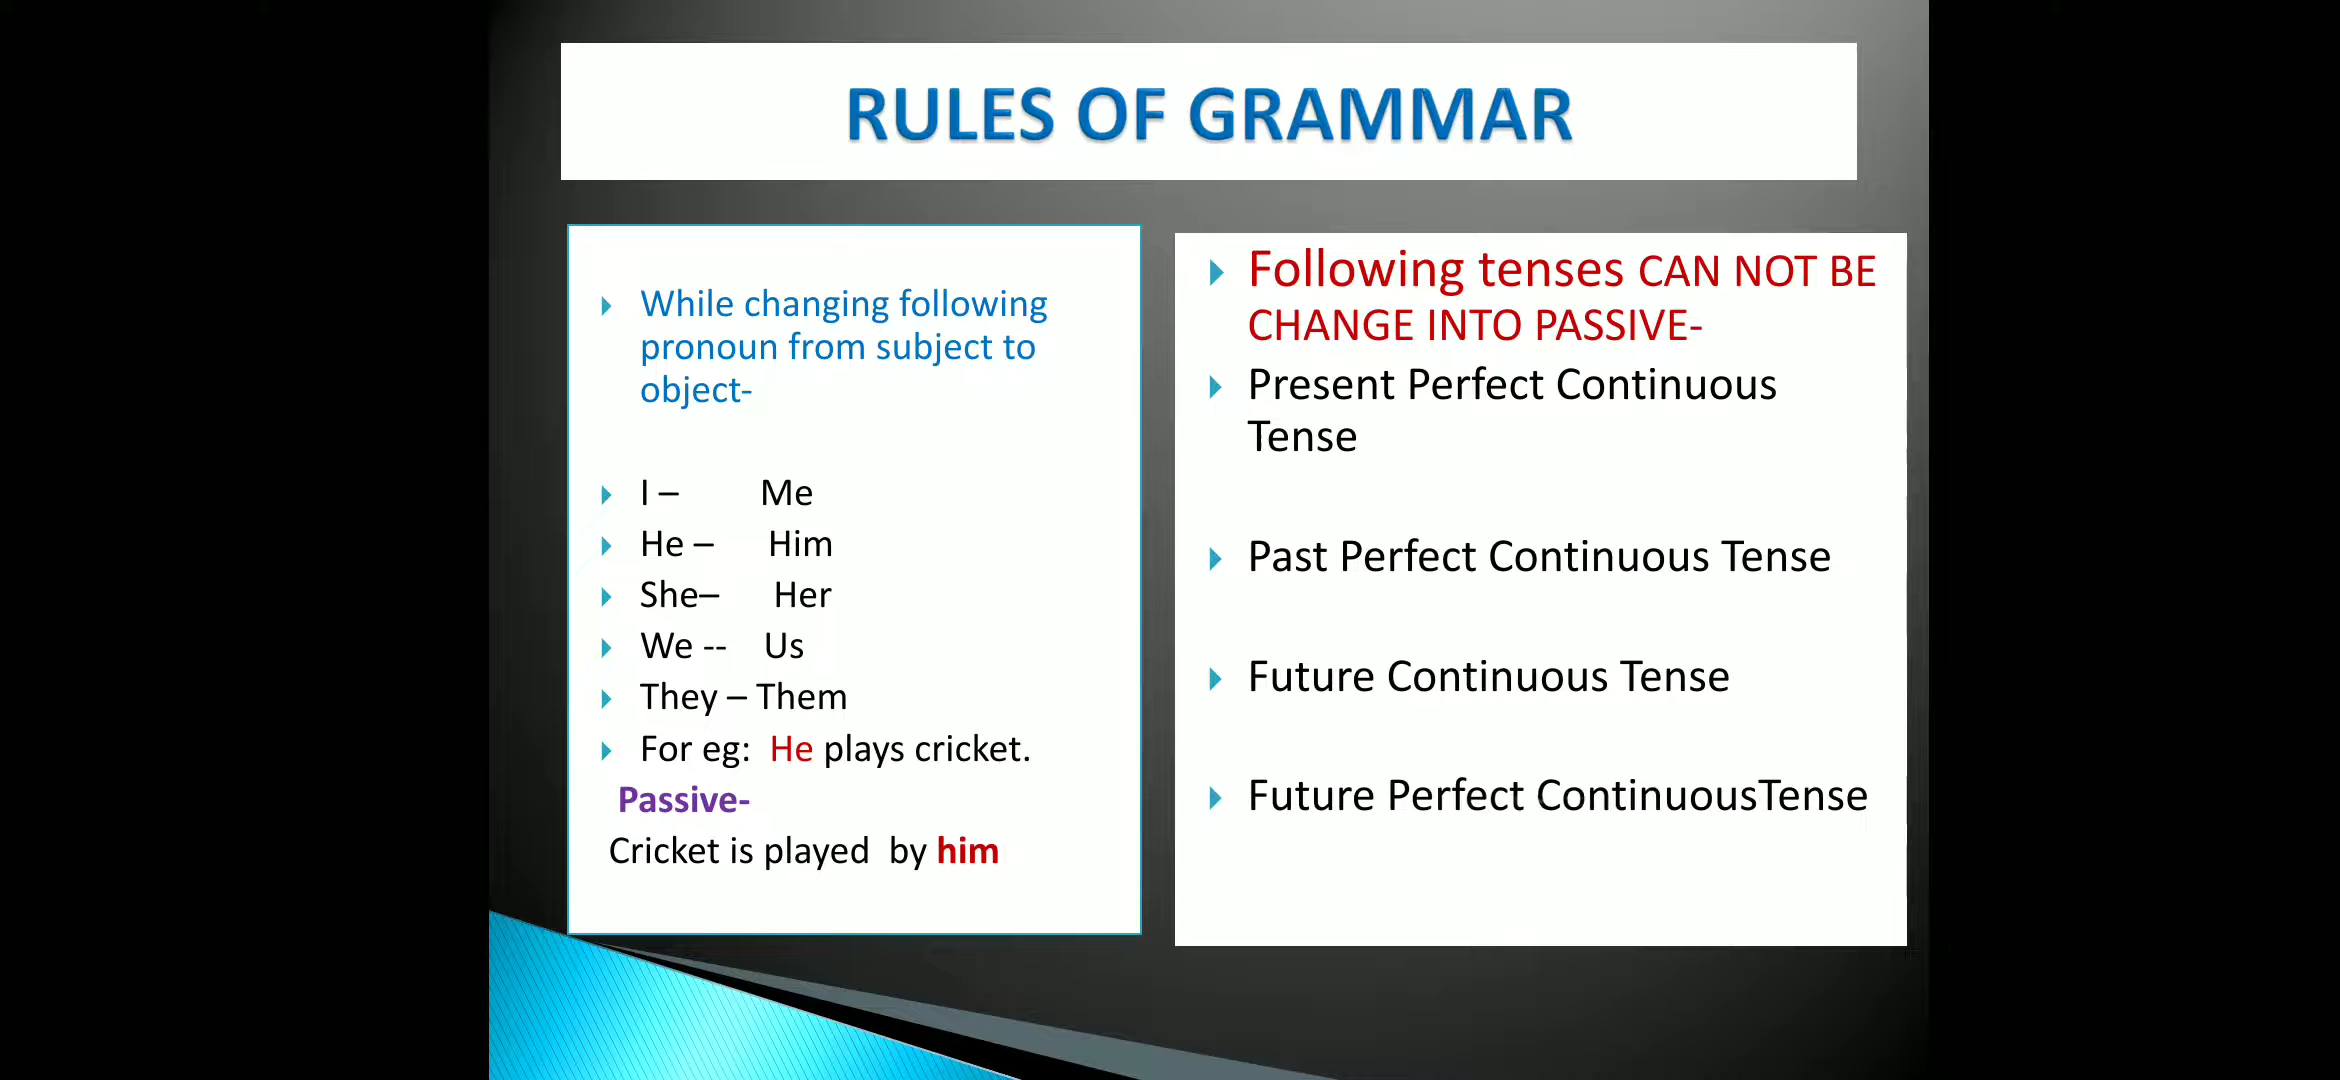 RULES OF GRAMMAR
While changing following
pronoun from subject to
object-
I – Me
He – Him
She– Her
We -- Us
They – Them
For eg: He plays cricket.
Passive-
Cricket is played by him
Following tenses CAN NOT BE
CHANGE INTO PASSIVE-
Present Perfect Continuous
Tense
Past Perfect Continuous Tense
Future Continuous Tense
Future Perfect ContinuousTense